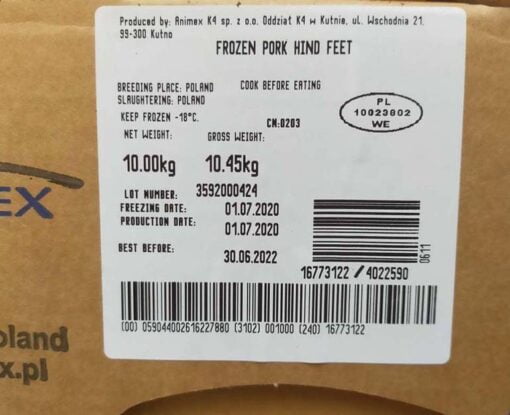 Produced by: Animex K4 sp. z o.o. Oddział K4 w Kutnie, ul. Wschodnia 21,
99-300 Kutno
FROZEN PORK HIND FEET
BREEDING PLACE: POLAND
COOK BEFORE EATING
SLAUGHTERING: POLAND
KEEP FROZEN -18°C.
CN:0203
PL
10023802
WE
NET WEIGHT:
GROSS WEIGHT:
10.00kg
10.45kg
LOT NUMBER: 3592000424
FREEZING DATE: 01.07.2020
PRODUCTION DATE: 01.07.2020
BEST BEFORE: 30.06.2022
0611
16773122 / 4022590
(00) 059044002616227880 (3102) 001000 (240) 16773122
EX
oland
x.pl